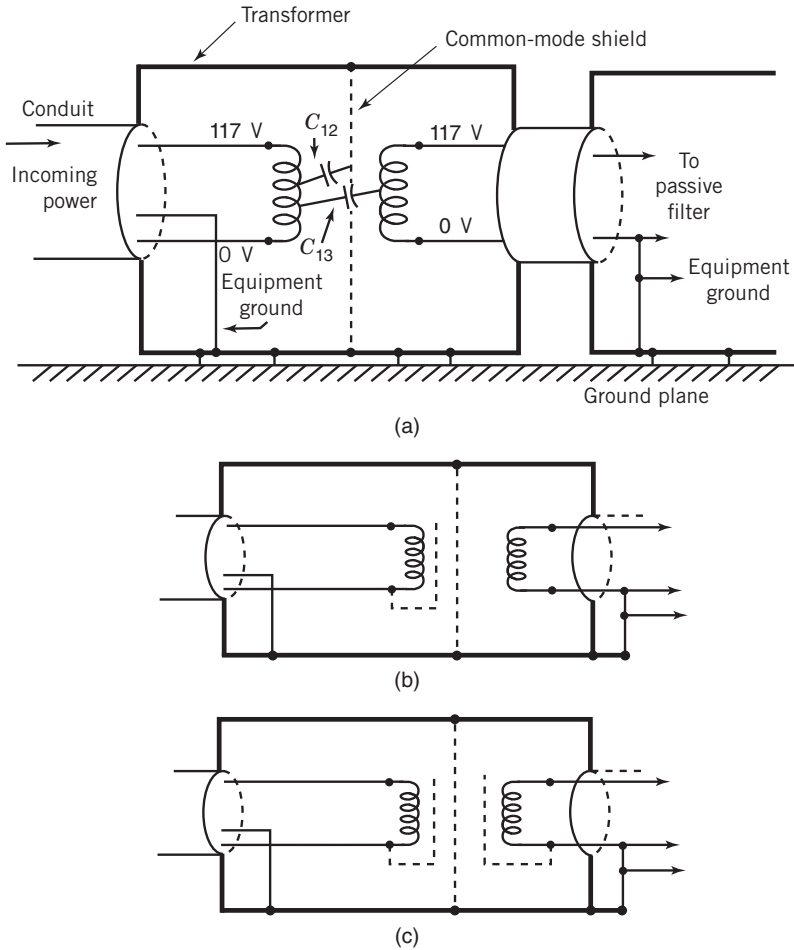 Transformer
Common-mode shield
Conduit
117 V
C12
117 V
Incoming
power
To
passive
filter
0 V
C13
0 V
Equipment
ground
Equipment
ground
Ground plane
(a)
(b)
(c)